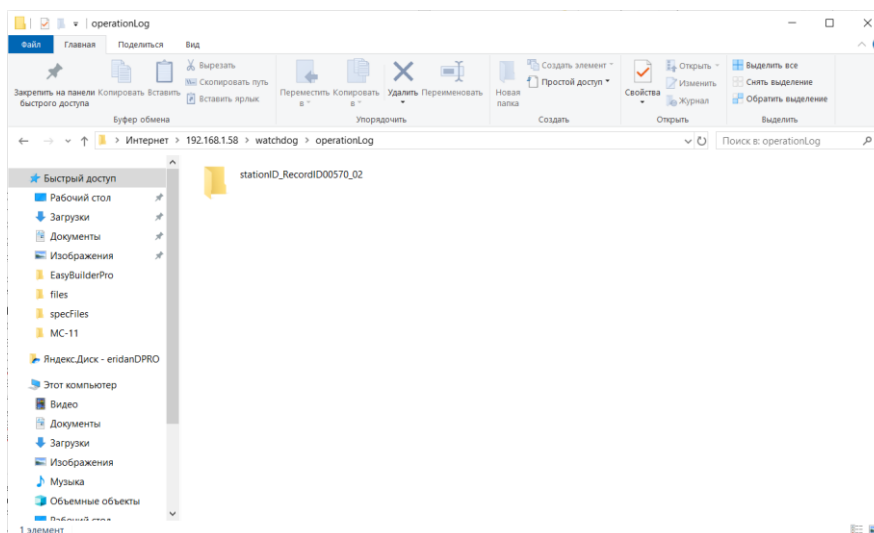 operationLog
Файл Главная Поделиться Вид
Закрепить на панели быстрого доступа
Копировать
Вставить
Вырезать
Скопировать путь
Вставить ярлык
Буфер обмена
Переместить в
Копировать в
Удалить
Переименовать
Упорядочить
Новая папка
Создать элемент
Простой доступ
Создать
Свойства
Открыть
Изменить
Журнал
Открыть
Выделить все
Снять выделение
Обратить выделение
Выделить
Интернет > 192.168.1.58 > watchdog > operationLog
Поиск в: operationLog
Быстрый доступ
Рабочий стол
Загрузки
Документы
Изображения
EasyBuilderPro
files
specFiles
MC-11
Яндекс.Диск - eridanDPRO
Этот компьютер
Видео
Документы
Загрузки
Изображения
Музыка
Объемные объекты
Рабочий стол
stationID_RecordID00570_02
1 элемент